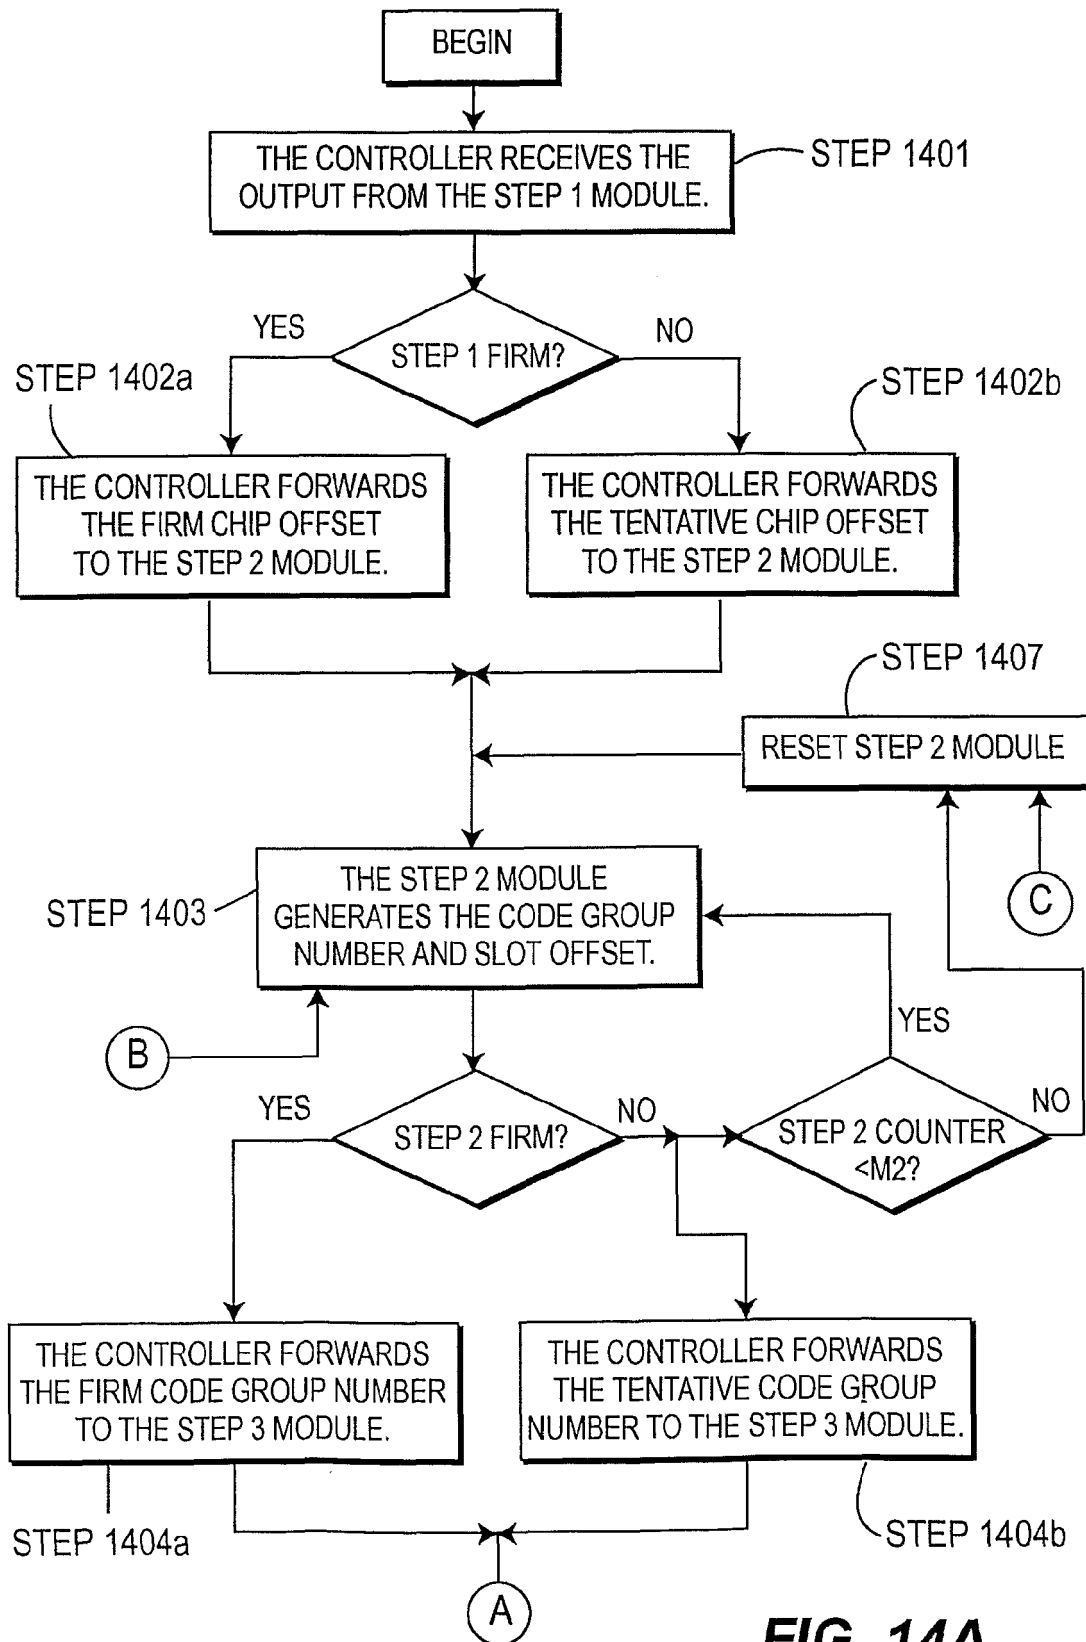 BEGIN
THE CONTROLLER RECEIVES THE
OUTPUT FROM THE STEP 1 MODULE.
STEP 1401
YES
STEP 1 FIRM?
NO
STEP 1402a
STEP 1402b
THE CONTROLLER FORWARDS
THE FIRM CHIP OFFSET
TO THE STEP 2 MODULE.
THE CONTROLLER FORWARDS
THE TENTATIVE CHIP OFFSET
TO THE STEP 2 MODULE.
STEP 1407
RESET STEP 2 MODULE
C
STEP 1403
THE STEP 2 MODULE
GENERATES THE CODE GROUP
NUMBER AND SLOT OFFSET.
B
YES
YES
STEP 2 FIRM?
NO
STEP 2 COUNTER
<M2?
NO
THE CONTROLLER FORWARDS
THE FIRM CODE GROUP NUMBER
TO THE STEP 3 MODULE.
THE CONTROLLER FORWARDS
THE TENTATIVE CODE GROUP
NUMBER TO THE STEP 3 MODULE.
STEP 1404a
STEP 1404b
A
FIG. 14A